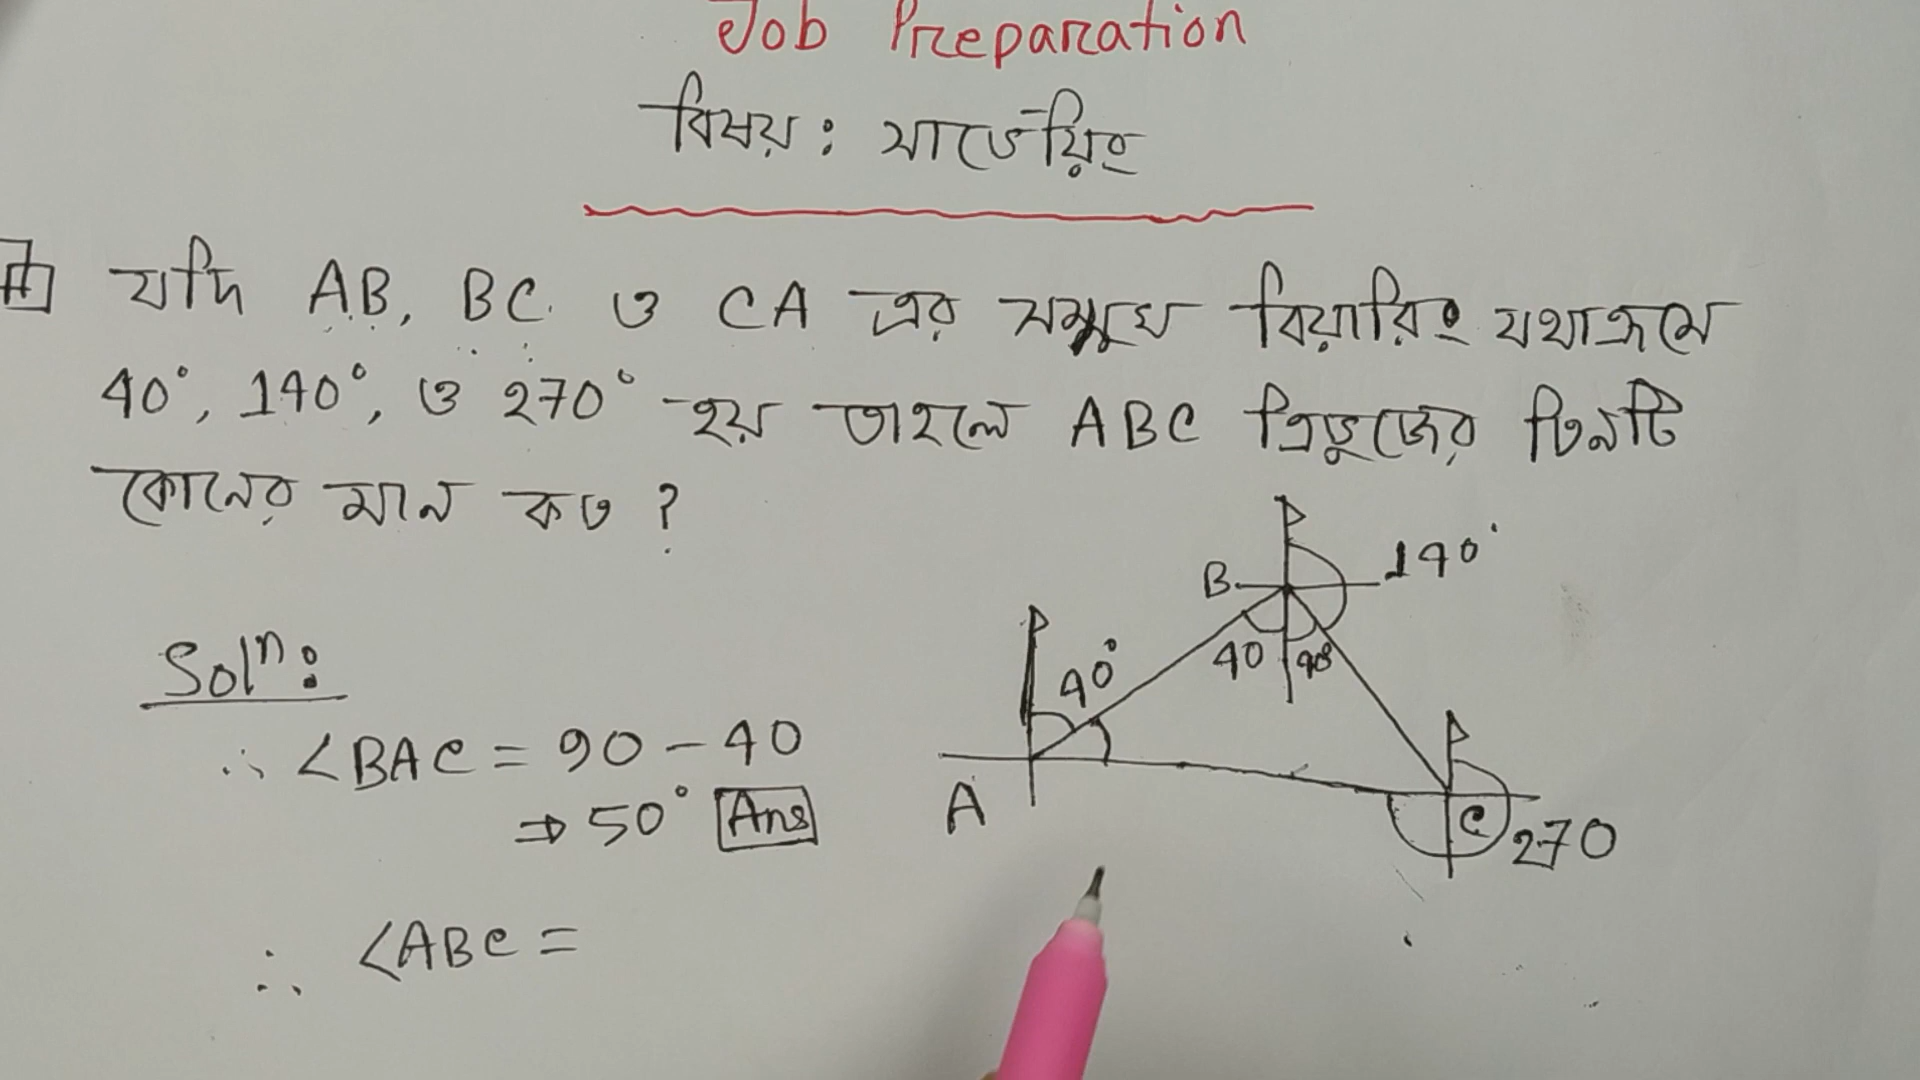 Job Preparation
বিষয় : সার্ভেয়িং
যদি AB, BC ও CA এর সম্মুখ বিয়ারিং যথাক্রমে
40°, 140°, ও 270° হয় তাহলে ABC ত্রিভুজের তিনটি
কোনের মান কত ?
B 140°
Solⁿ:
40° 40 40
∴ <BAC = 90 - 40
⇒ 50° Ans
A C 270
∴ <ABC =